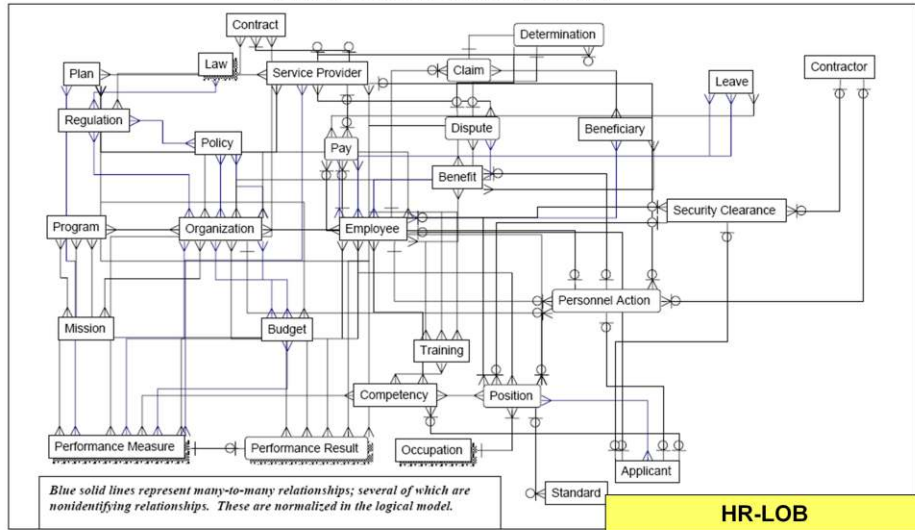 Contract
Determination
Law
Plan
Service Provider
Claim
Contractor
Leave
Regulation
Dispute
Beneficiary
Policy
Pay
Benefit
Security Clearance
Program
Organization
Employee
Personnel Action
Mission
Budget
Training
Competency
Position
Performance Measure
Performance Result
Occupation
Applicant
Standard
Blue solid lines represent many-to-many relationships; several of which are
nonidentifying relationships. These are normalized in the logical model.
HR-LOB